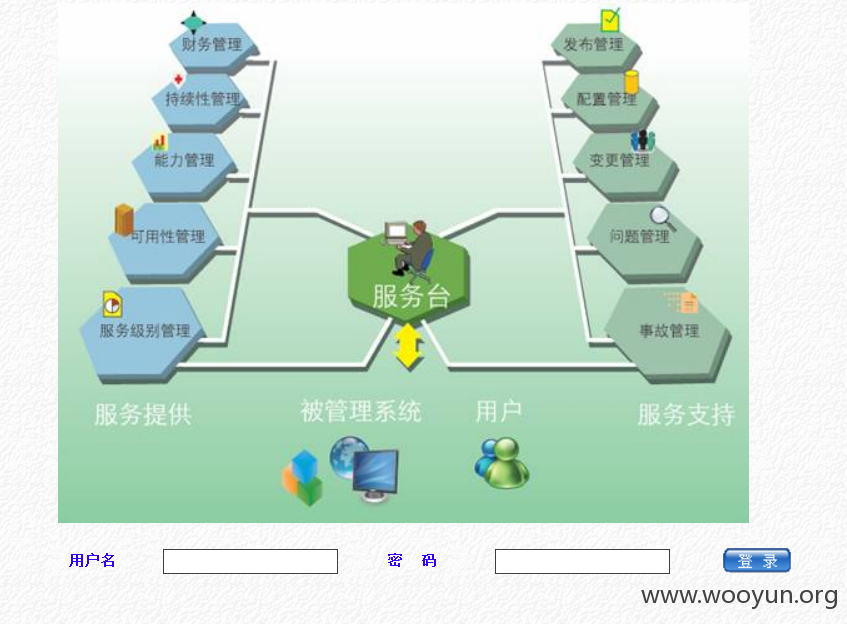 财务管理
持续性管理
能力管理
可用性管理
服务级别管理
服务提供
发布管理
配置管理
变更管理
问题管理
事故管理
服务支持
服务台
被管理系统
用户
用户名
密 码
登 录
www.wooyun.org